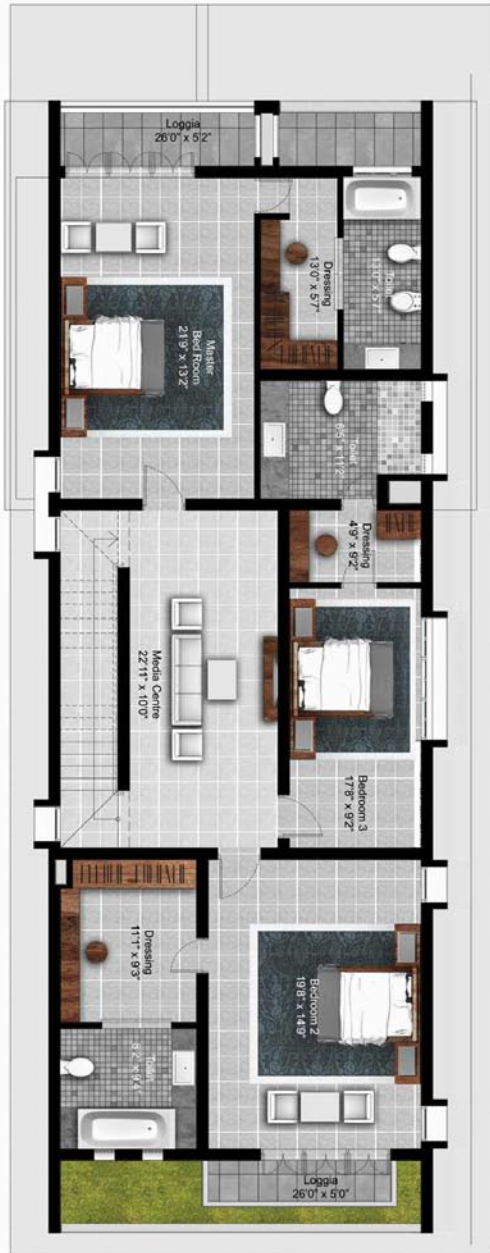 Loggia
26'0" x 5'2"
Dressing
13'0" x 5'7"
Toilet
Master
Bed Room
21'9" x 13'2"
Toilet
Dressing
4'9" x 9'2"
Media Centre
22'11" x 10'0"
Bedroom 3
17'8" x 9'2"
Dressing
11'1" x 9'3"
Bedroom 2
19'8" x 14'9"
Toilet
Loggia
26'0" x 5'0"